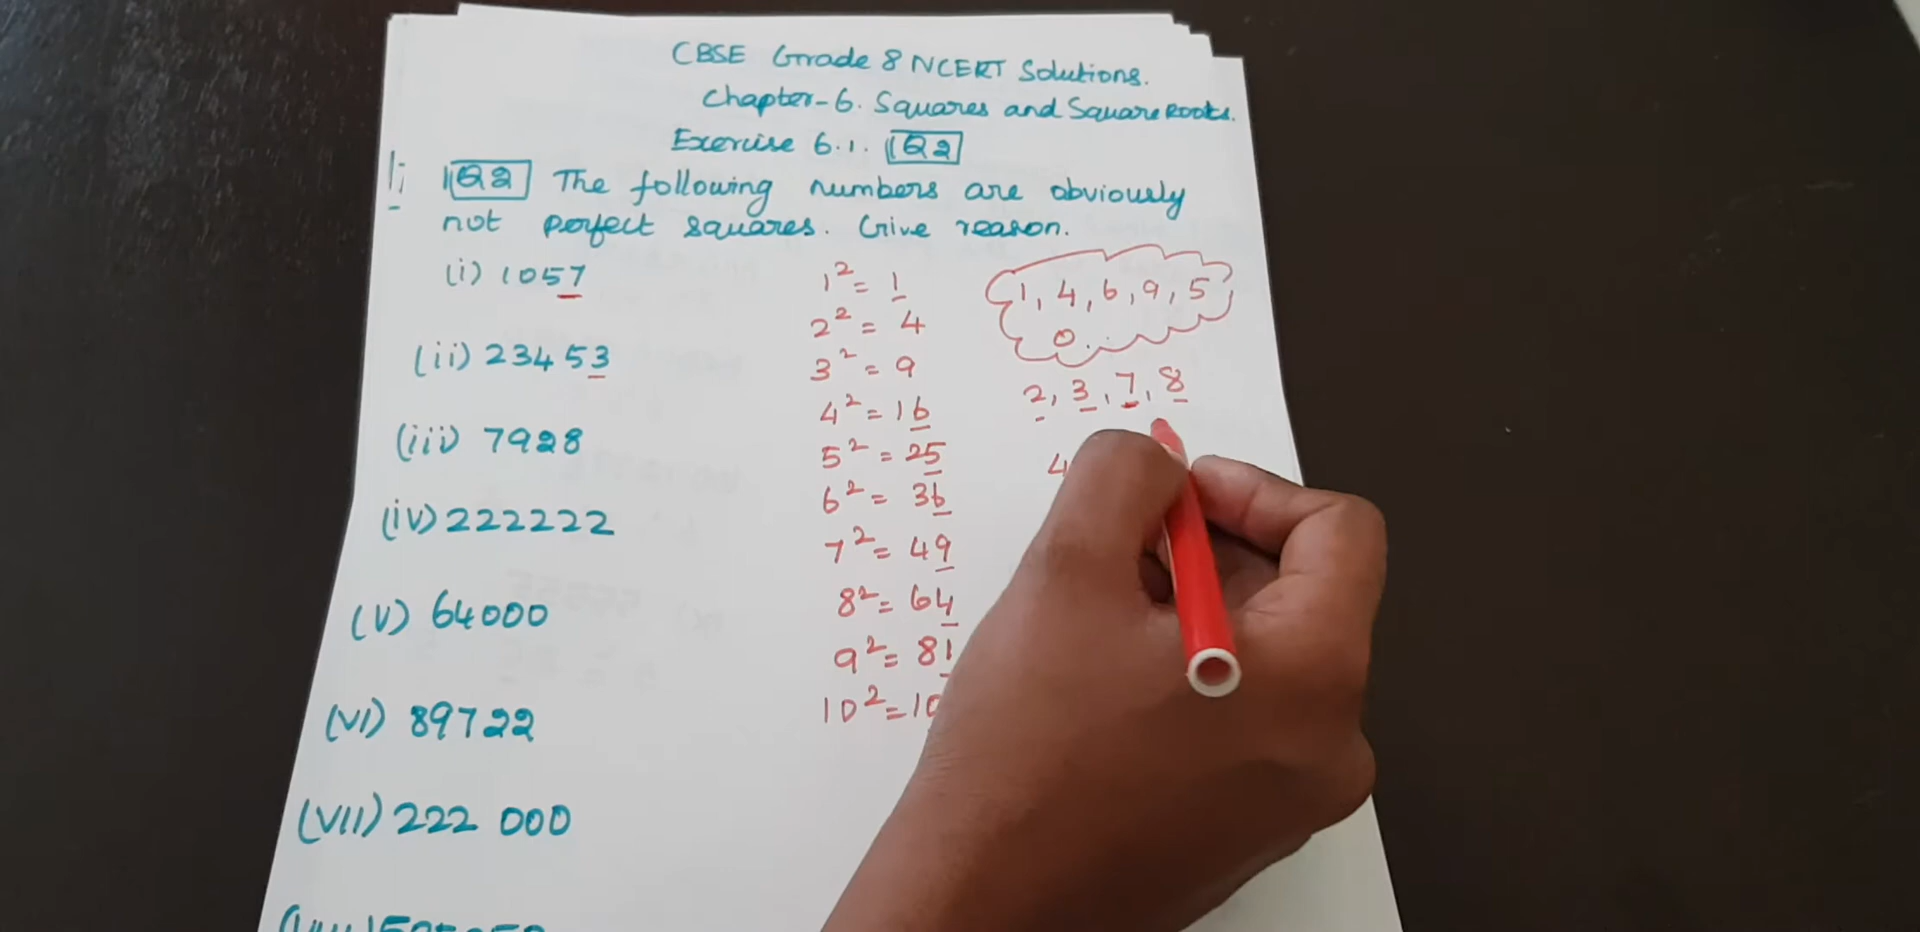 CBSE Grade 8 NCERT Solutions.
Chapter-6. Squares and Square Roots.
Exercise 6.1. Q2
Q2 The following numbers are obviously
not perfect squares. Give reason.
(i) 1057
(ii) 23453
(iii) 7928
(iv) 222222
(v) 64000
(vi) 89722
(vii) 222 000
1² = 1
2² = 4
3² = 9
4² = 16
5² = 25
6² = 36
7² = 49
8² = 64
9² = 81
10² = 10
1, 4, 6, 9, 5
0..
2, 3, 7, 8
4